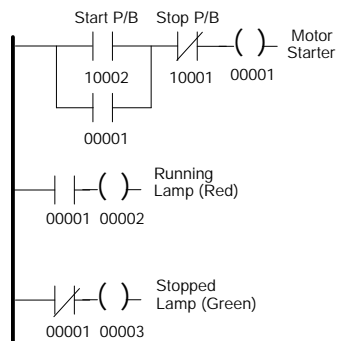 Start P/B Stop P/B
Motor
Starter
10002 10001 00001
00001
Running
Lamp (Red)
00001 00002
Stopped
Lamp (Green)
00001 00003